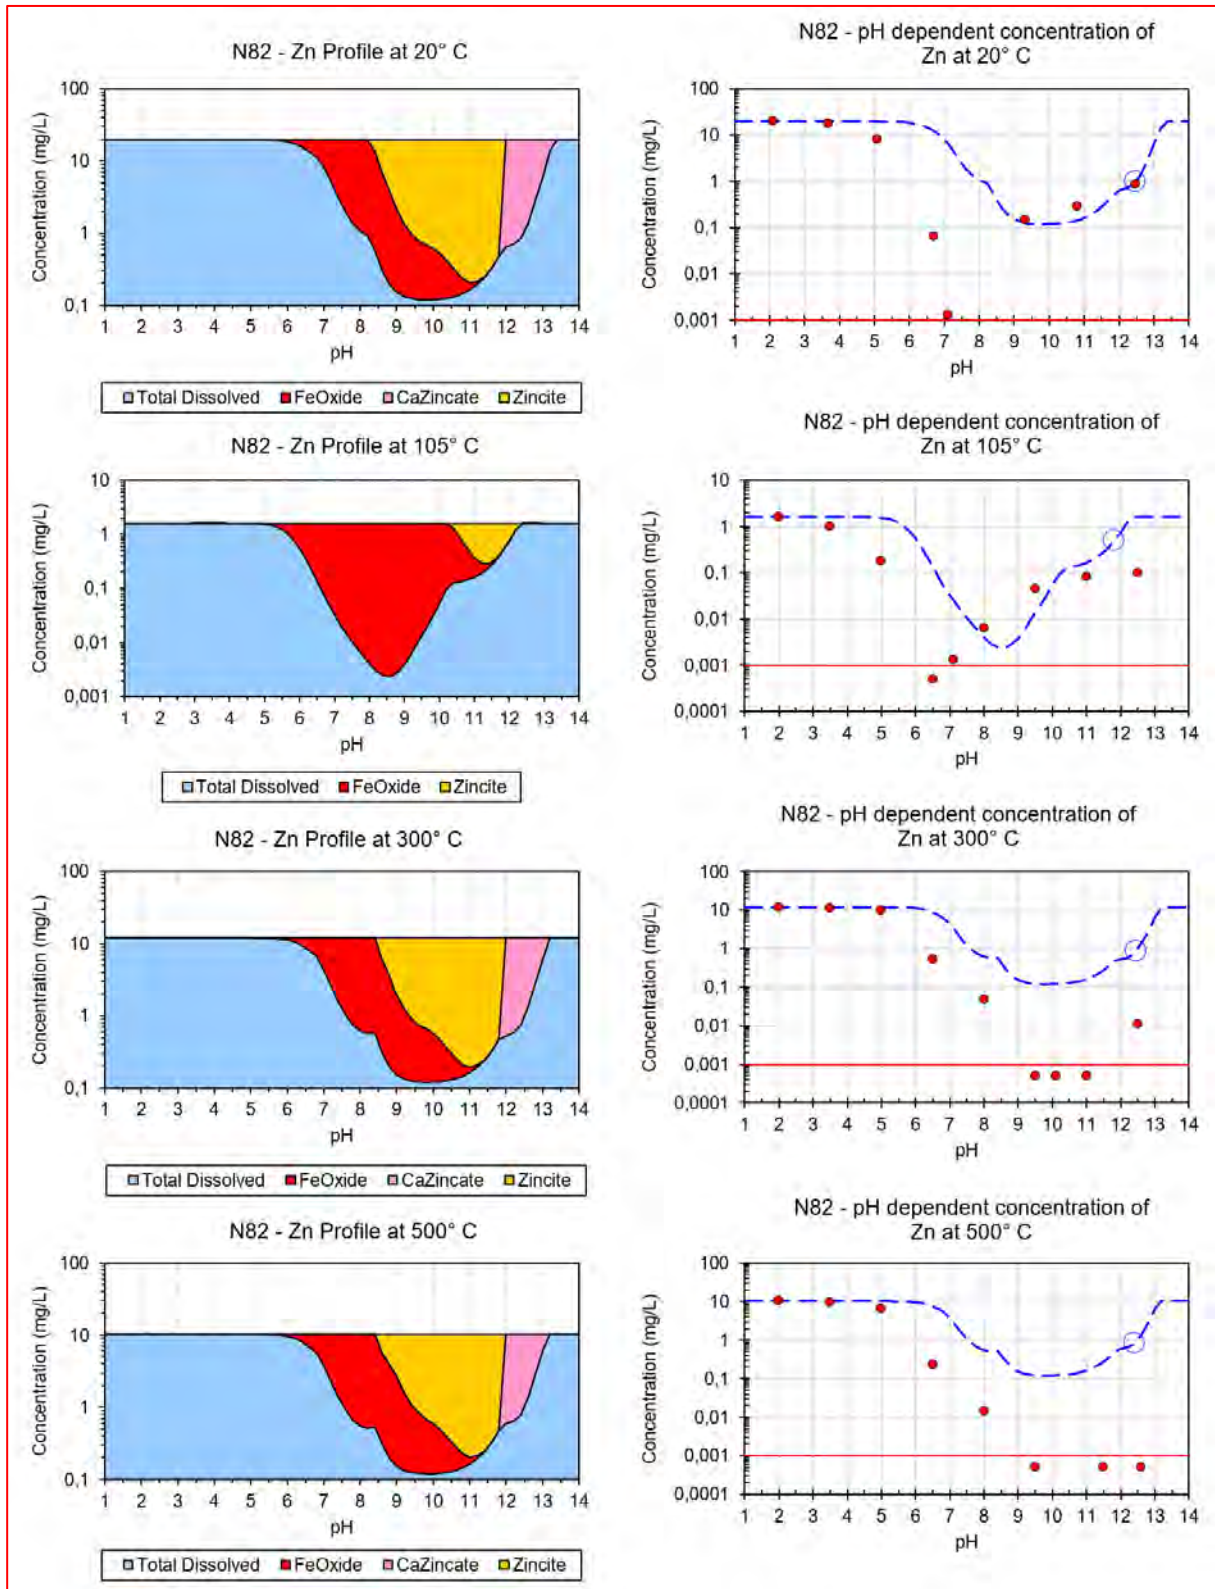 N82 - Zn Profile at 20° C
Concentration (mg/L)
100
10
1
0,1
1 2 3 4 5 6 7 8 9 10 11 12 13 14
pH
Total Dissolved FeOxide CaZincate Zincite
N82 - pH dependent concentration of
Zn at 20° C
Concentration (mg/L)
100
10
1
0,1
0,01
0,001
1 2 3 4 5 6 7 8 9 10 11 12 13 14
pH
N82 - Zn Profile at 105° C
Concentration (mg/L)
10
1
0,1
0,01
0,001
1 2 3 4 5 6 7 8 9 10 11 12 13 14
pH
Total Dissolved FeOxide Zincite
N82 - pH dependent concentration of
Zn at 105° C
Concentration (mg/L)
10
1
0,1
0,01
0,001
0,0001
1 2 3 4 5 6 7 8 9 10 11 12 13 14
pH
N82 - Zn Profile at 300° C
Concentration (mg/L)
100
10
1
0,1
1 2 3 4 5 6 7 8 9 10 11 12 13 14
pH
Total Dissolved FeOxide CaZincate Zincite
N82 - pH dependent concentration of
Zn at 300° C
Concentration (mg/L)
100
10
1
0,1
0,01
0,001
0,0001
1 2 3 4 5 6 7 8 9 10 11 12 13 14
pH
N82 - Zn Profile at 500° C
Concentration (mg/L)
100
10
1
0,1
1 2 3 4 5 6 7 8 9 10 11 12 13 14
pH
Total Dissolved FeOxide CaZincate Zincite
N82 - pH dependent concentration of
Zn at 500° C
Concentration (mg/L)
100
10
1
0,1
0,01
0,001
0,0001
1 2 3 4 5 6 7 8 9 10 11 12 13 14
pH